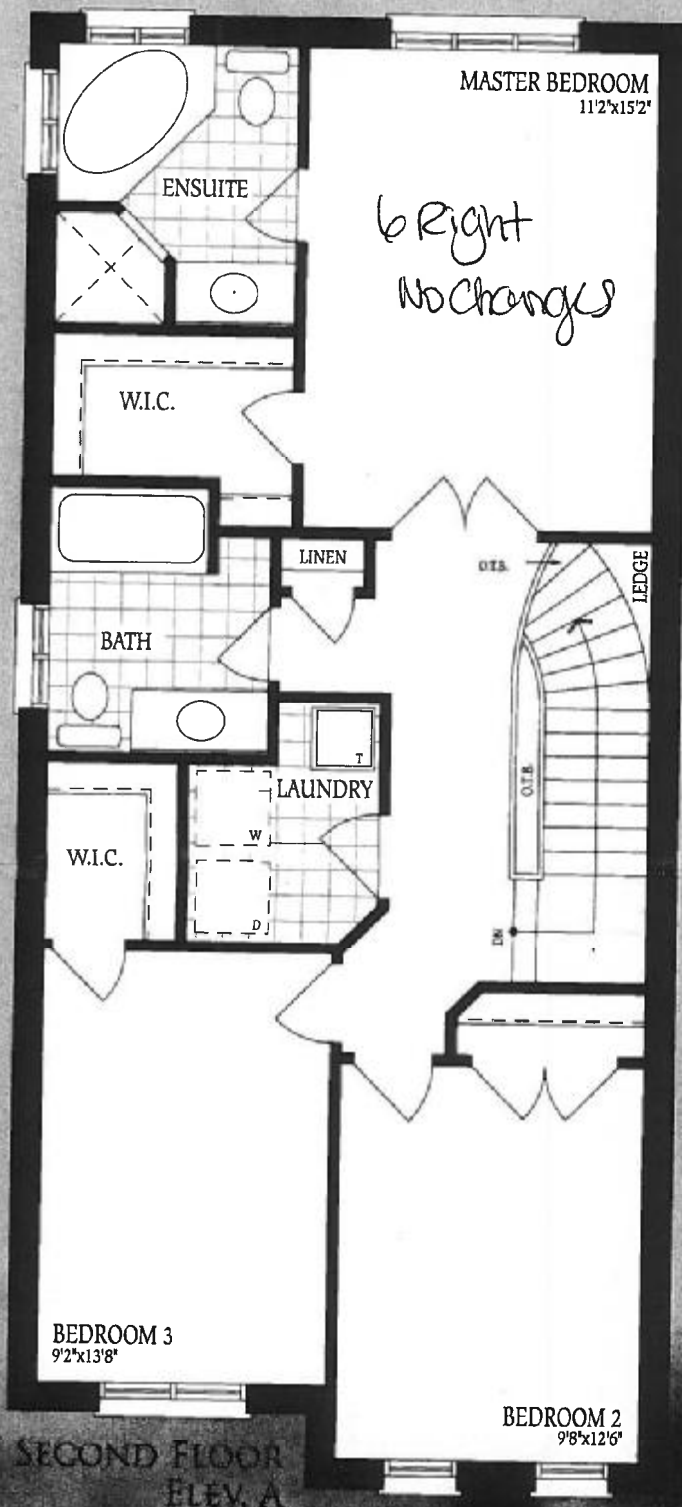 MASTER BEDROOM
11'2"x15'2"
ENSUITE
6 Right
No Changes
W.I.C.
LINEN
O.T.B.
LEDGE
BATH
T
LAUNDRY
O.T.B.
W
W.I.C.
D
DN
BEDROOM 3
9'2"x13'8"
BEDROOM 2
9'8"x12'6"
SECOND FLOOR
ELEV. A